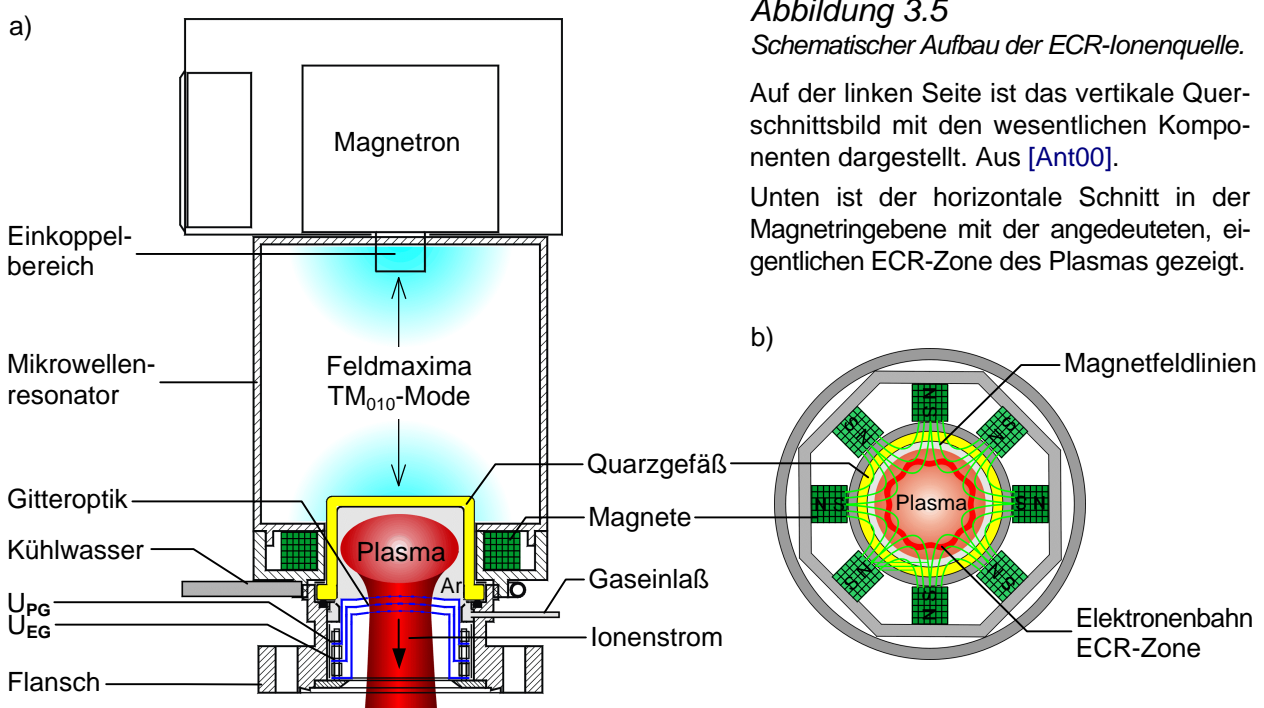 a)
Magnetron
Einkoppel-
bereich
Mikrowellen-
resonator
Feldmaxima
TM010-Mode
Gitteroptik
Kühlwasser
UPG
UEG
Flansch
Plasma
Ar
Quarzgefäß
Magnete
Gaseinlaß
Ionenstrom
Abbildung 3.5
Schematischer Aufbau der ECR-Ionenquelle.
Auf der linken Seite ist das vertikale Quer-
schnittsbild mit den wesentlichen Kompo-
nenten dargestellt. Aus [Ant00].
Unten ist der horizontale Schnitt in der
Magnetringebene mit der angedeuteten, ei-
gentlichen ECR-Zone des Plasmas gezeigt.
b)
Magnetfeldlinien
N S
S N
S N
N S
Plasma
S N
S N
N S
S N
Elektronenbahn
ECR-Zone